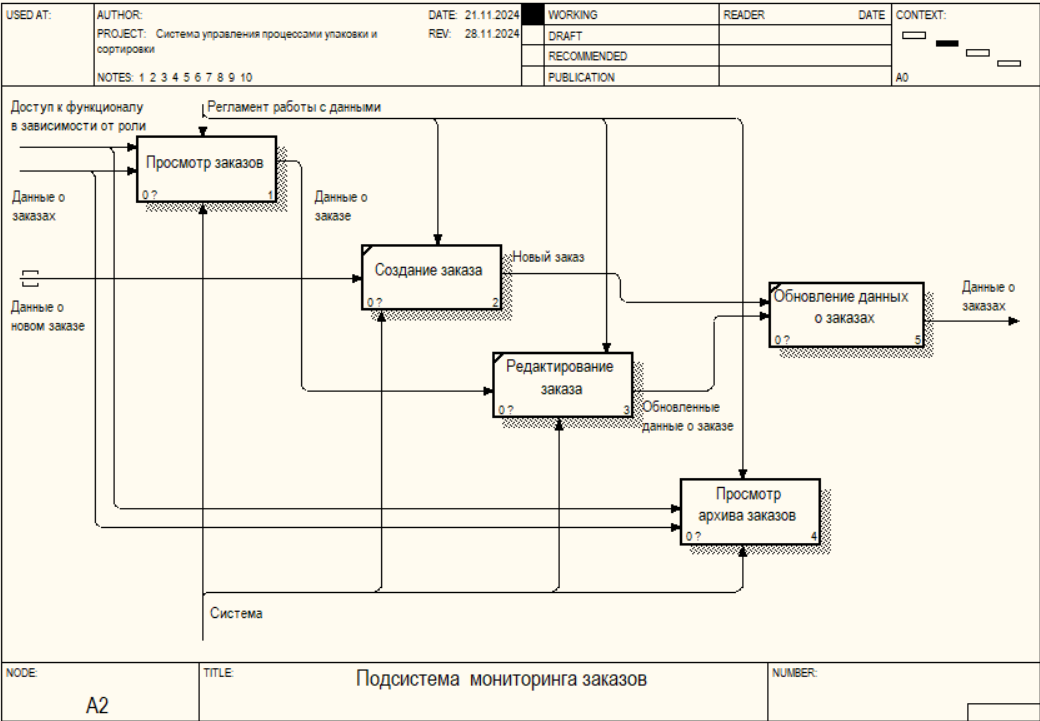 USED AT:
AUTHOR:
DATE: 21.11.2024
PROJECT: Система управления процессами упаковки и
сортировки
REV: 28.11.2024
NOTES: 1 2 3 4 5 6 7 8 9 10
WORKING
DRAFT
RECOMMENDED
PUBLICATION
READER
DATE
CONTEXT:
A0
Доступ к функционалу
в зависимости от роли
Регламент работы с данными
Просмотр заказов
0 ?
1
Данные о
заказах
Данные о
заказе
Создание заказа
0 ?
2
Новый заказ
Данные о
новом заказе
Обновление данных
о заказах
0 ?
5
Данные о
заказах
Редактирование
заказа
0 ?
3
Обновленные
данные о заказе
Просмотр
архива заказов
0 ?
4
Система
NODE:
A2
TITLE:
Подсистема мониторинга заказов
NUMBER: